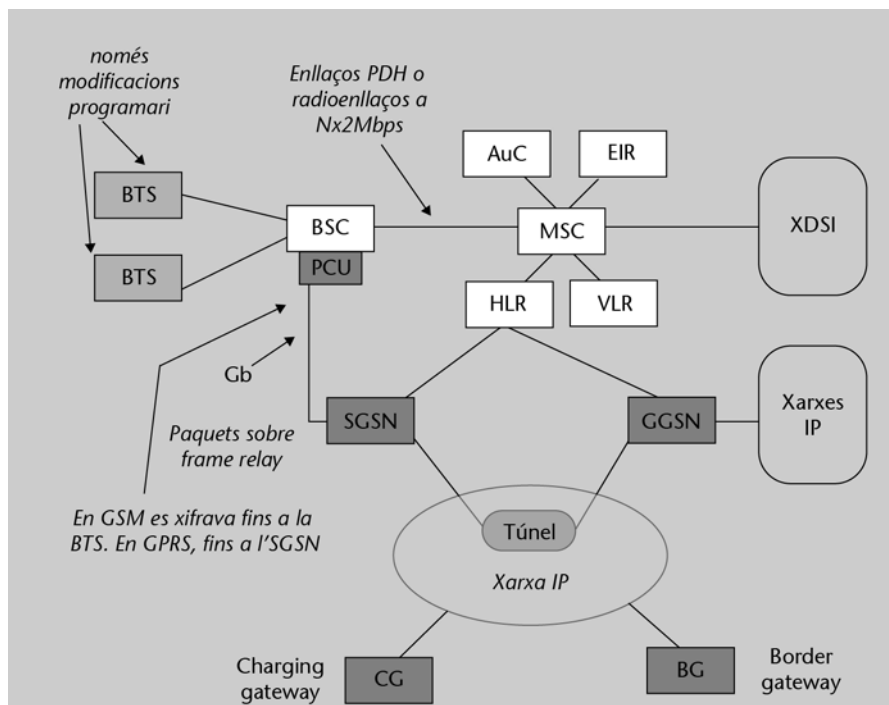 només
modificacions
programari
Enllaços PDH o
radioenllaços a
Nx2Mbps
AuC
EIR
BTS
BSC
MSC
XDSI
BTS
PCU
HLR
VLR
Gb
SGSN
GGSN
Xarxes
IP
Paquets sobre
frame relay
En GSM es xifrava fins a la
BTS. En GPRS, fins a l’SGSN
Túnel
Xarxa IP
Charging
gateway
CG
BG
Border
gateway